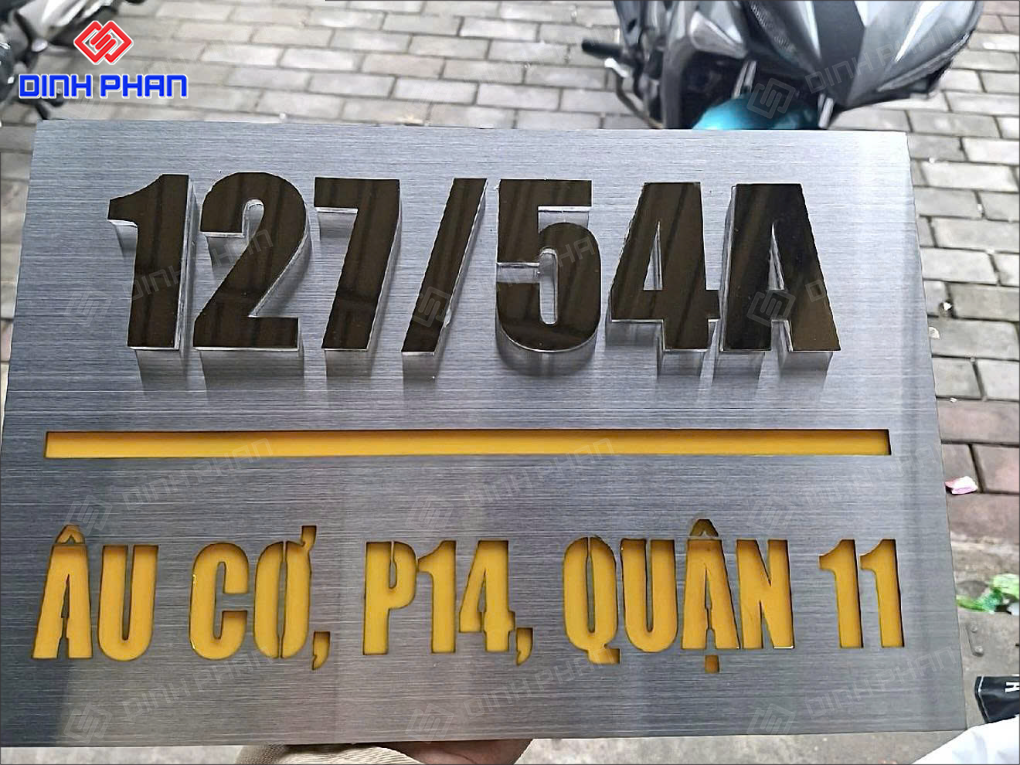 DINH PHAN
127/54A
ÂU CƠ, P14, QUẬN 11